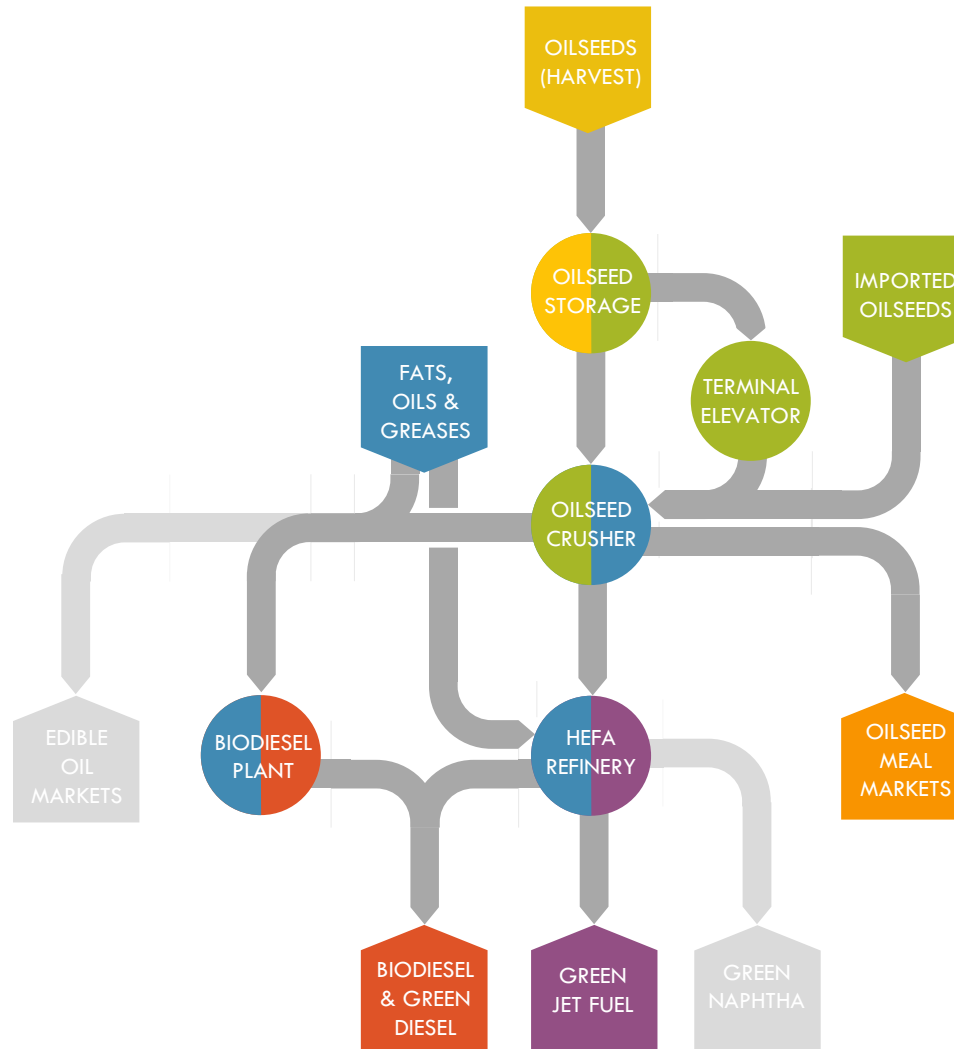 OILSEEDS
(HARVEST)
OILSEED
STORAGE
IMPORTED
OILSEEDS
TERMINAL
ELEVATOR
FATS,
OILS &
GREASES
OILSEED
CRUSHER
EDIBLE
OIL
MARKETS
BIODIESEL
PLANT
HEFA
REFINERY
OILSEED
MEAL
MARKETS
BIODIESEL
& GREEN
DIESEL
GREEN
JET FUEL
GREEN
NAPHTHA